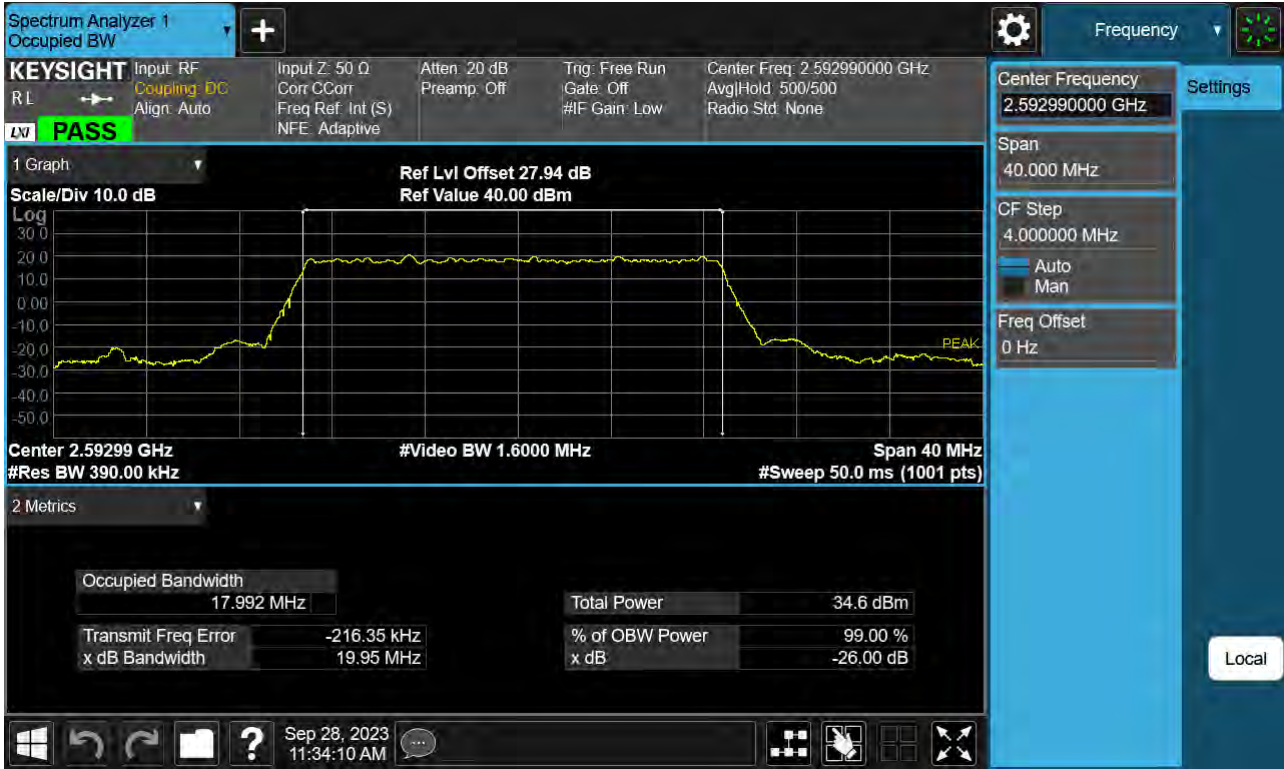 Spectrum Analyzer 1
Occupied BW
+
Frequency
KEYSIGHT
RL
LXI
PASS
Input: RF
Coupling: DC
Align: Auto
Input Z: 50 Ω
Corr CCorr
Freq Ref: Int (S)
NFE: Adaptive
Atten: 20 dB
Preamp: Off
Trig: Free Run
Gate: Off
#IF Gain: Low
Center Freq: 2.592990000 GHz
Avg|Hold: 500/500
Radio Std: None
1 Graph
Scale/Div 10.0 dB
Ref Lvl Offset 27.94 dB
Ref Value 40.00 dBm
Log
30.0
20.0
10.0
0.00
-10.0
-20.0
-30.0
-40.0
-50.0
PEAK
Center 2.59299 GHz
#Video BW 1.6000 MHz
Span 40 MHz
#Res BW 390.00 kHz
#Sweep 50.0 ms (1001 pts)
2 Metrics
Occupied Bandwidth
17.992 MHz
Total Power 34.6 dBm
Transmit Freq Error -216.35 kHz
% of OBW Power 99.00 %
x dB Bandwidth 19.95 MHz
x dB -26.00 dB
Center Frequency
2.592990000 GHz
Settings
Span
40.000 MHz
CF Step
4.000000 MHz
Auto
Man
Freq Offset
0 Hz
Local
?
Sep 28, 2023
11:34:10 AM